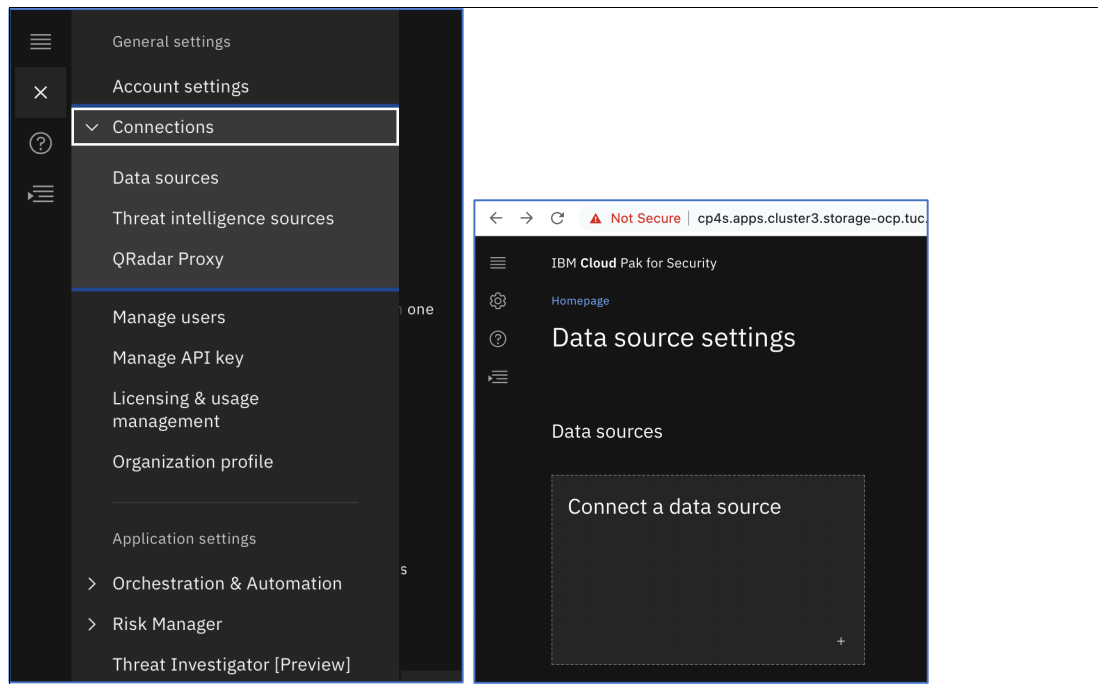 General settings
Account settings
Connections
Data sources
Threat intelligence sources
QRadar Proxy
one
Manage users
Manage API key
Licensing & usage
management
Organization profile
Application settings
s
Orchestration & Automation
Risk Manager
Threat Investigator [Preview]
Not Secure | cp4s.apps.cluster3.storage-ocp.tuc.
IBM Cloud Pak for Security
Homepage
Data source settings
Data sources
Connect a data source
+